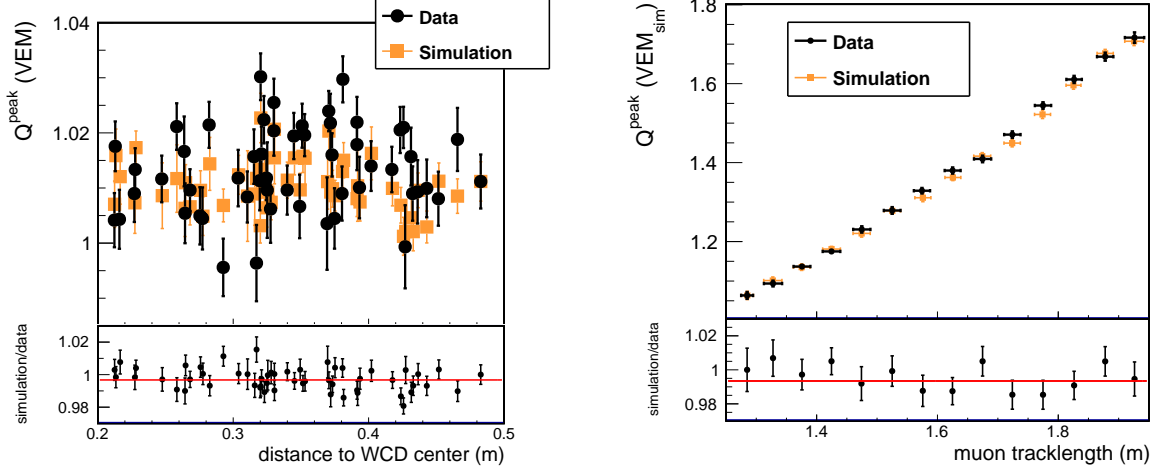 Q^peak (VEM)
1.04
1.02
1
Data
Simulation
simulation/data
1.02
1
0.98
0.2 0.3 0.4 0.5
distance to WCD center (m)
Q^peak (VEM_sim)
1.8
1.6
1.4
1.2
Data
Simulation
simulation/data
1.02
1
0.98
1.4 1.6 1.8
muon tracklength (m)